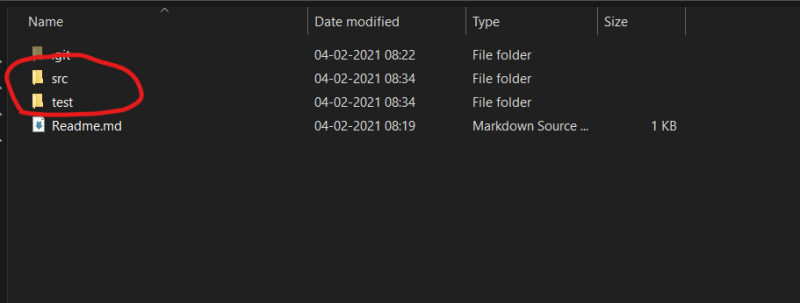 Name Date modified Type Size
.git 04-02-2021 08:22 File folder
src 04-02-2021 08:34 File folder
test 04-02-2021 08:34 File folder
Readme.md 04-02-2021 08:19 Markdown Source ... 1 KB